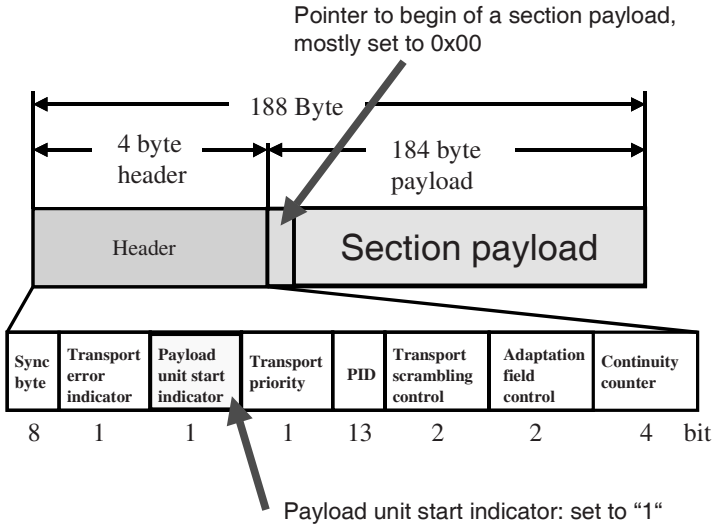 Pointer to begin of a section payload,
mostly set to 0x00
188 Byte
4 byte
header
184 byte
payload
Header
Section payload
Sync
byte
Transport
error
indicator
Payload
unit start
indicator
Transport
priority
PID
Transport
scrambling
control
Adaptation
field
control
Continuity
counter
8 1 1 1 13 2 2 4 bit
Payload unit start indicator: set to “1“